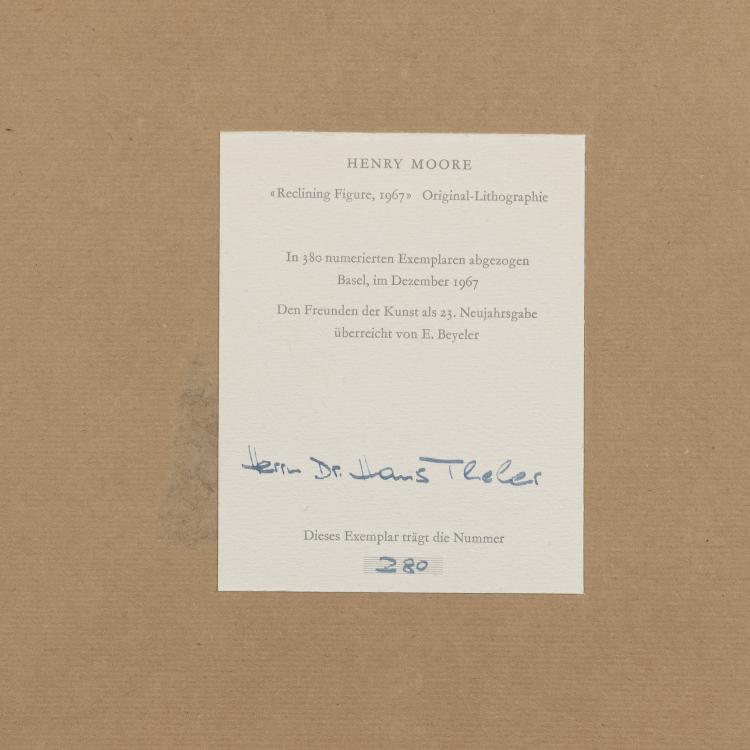 HENRY MOORE
«Reclining Figure, 1967» Original-Lithographie
In 380 numerierten Exemplaren abgezogen
Basel, im Dezember 1967
Den Freunden der Kunst als 23. Neujahrsgabe
überreicht von E. Beyeler
Herrn Dr. Hans Theler
Dieses Exemplar trägt die Nummer
280